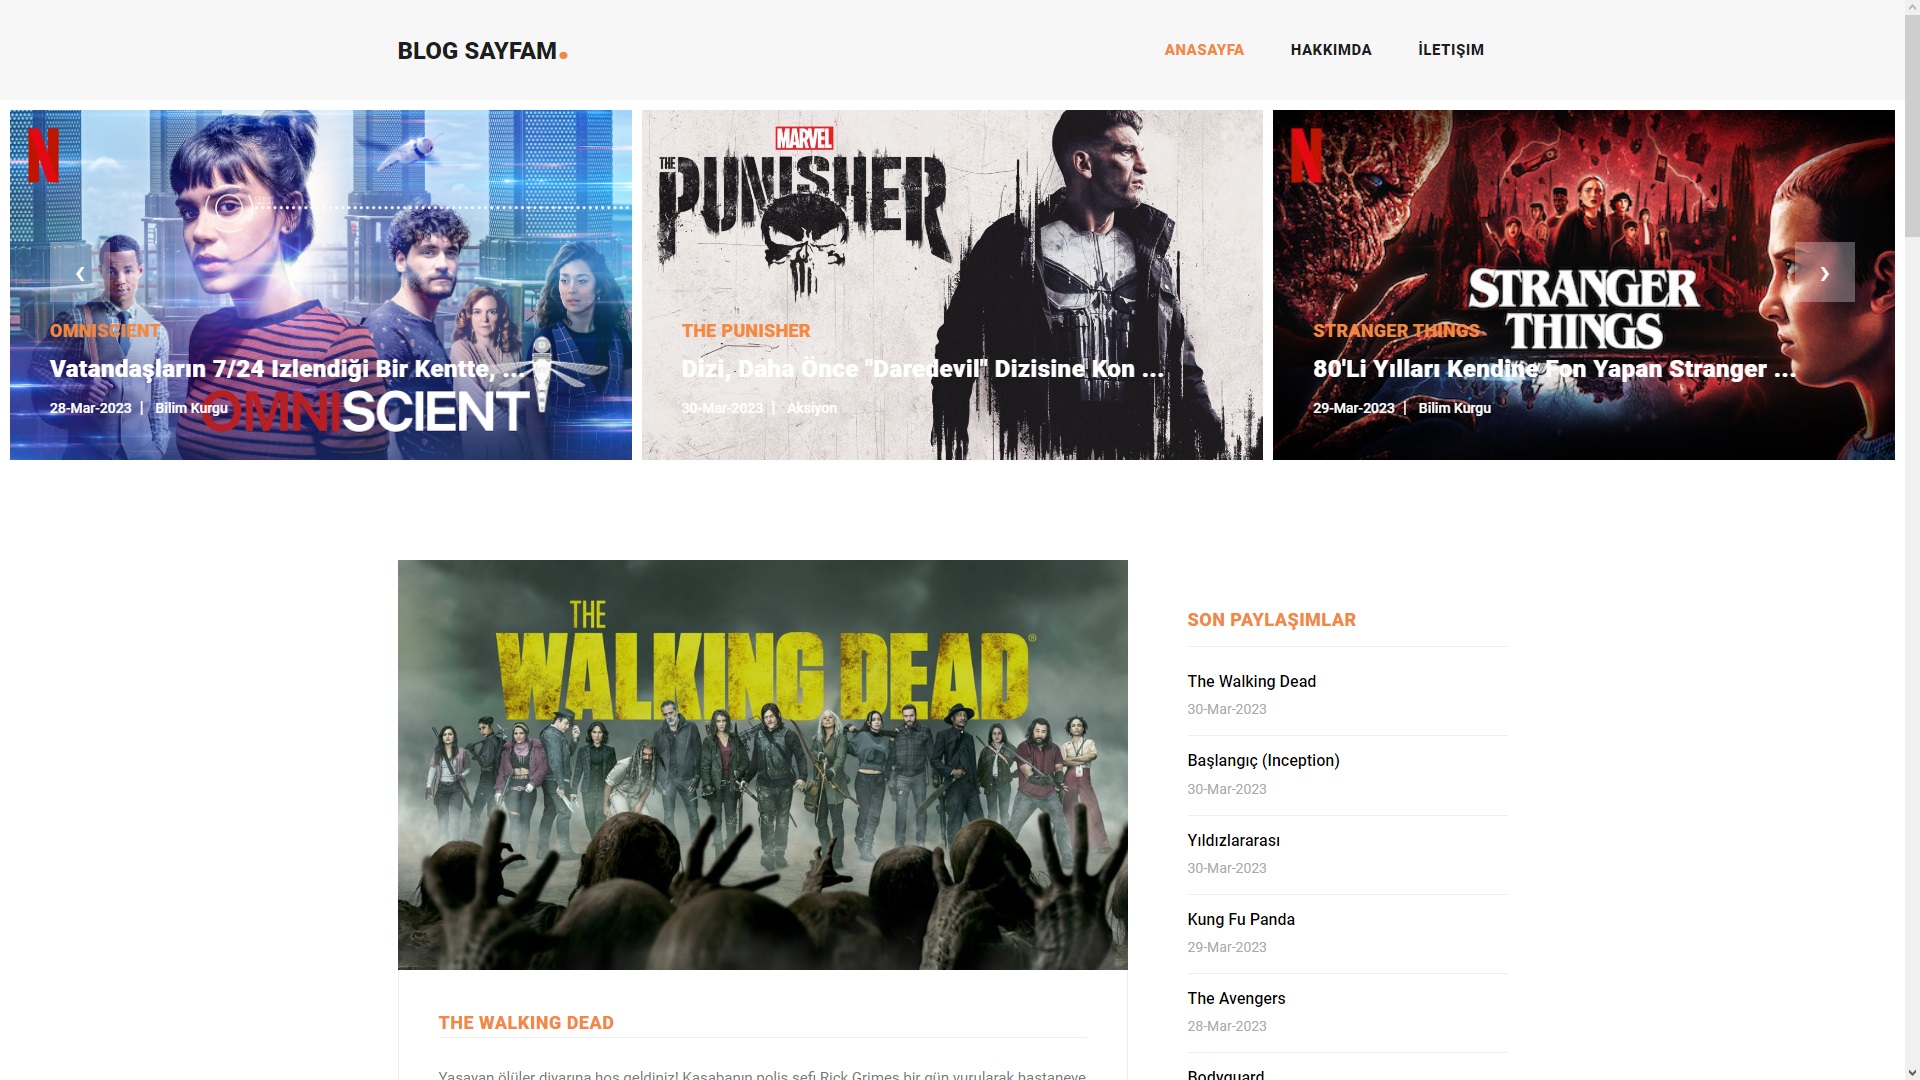 BLOG SAYFAM.
ANASAYFA
HAKKIMDA
İLETIŞIM
N
OMNISCIENT
Vatandaşların 7/24 Izlendiği Bir Kentte, ...
28-Mar-2023 | Bilim Kurgu
OMNISCIENT
MARVEL
THE
PUNISHER
THE PUNISHER
Dizi, Daha Önce "Daredevil" Dizisine Kon ...
30-Mar-2023 | Aksiyon
N
STRANGER
THINGS
STRANGER THINGS
80'Li Yılları Kendine Fon Yapan Stranger ...
29-Mar-2023 | Bilim Kurgu
THE
WALKING DEAD®
THE WALKING DEAD
Yaşayan ölüler diyarına hoş geldiniz! Kasabanın polis şefi Rick Grimes bir gün vurularak hastaneye
SON PAYLAŞIMLAR
The Walking Dead
30-Mar-2023
Başlangıç (Inception)
30-Mar-2023
Yıldızlararası
30-Mar-2023
Kung Fu Panda
29-Mar-2023
The Avengers
28-Mar-2023
Bodyguard